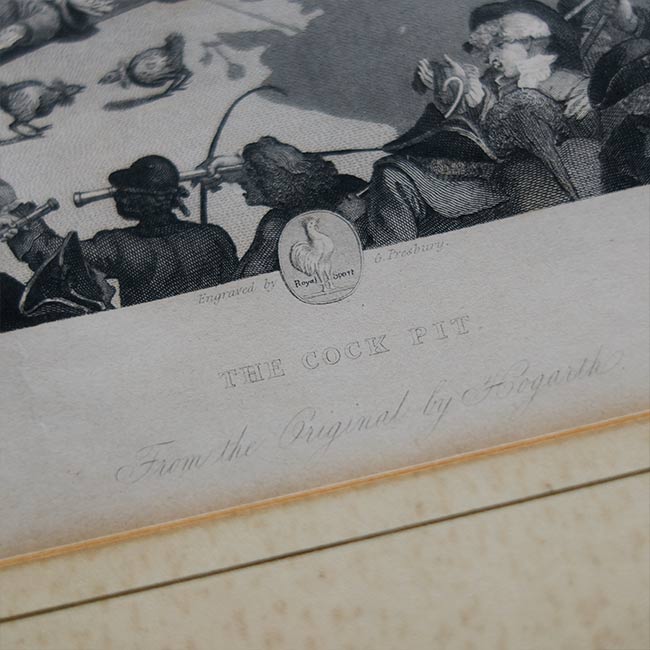 Engraved by G. Presbury.
Royal Sport
THE COCK PIT.
From the Original by Hogarth.